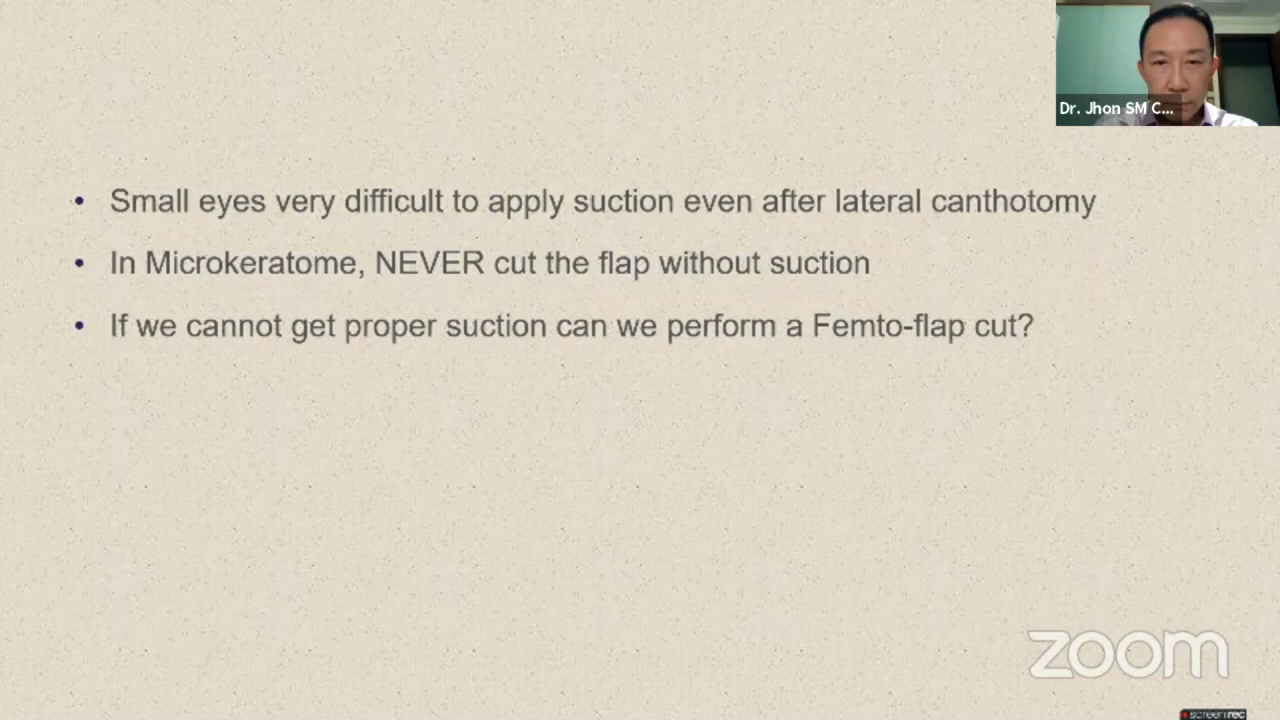 Dr. Jhon SM C...
• Small eyes very difficult to apply suction even after lateral canthotomy
• In Microkeratome, NEVER cut the flap without suction
• If we cannot get proper suction can we perform a Femto-flap cut?
zoom
screenrec